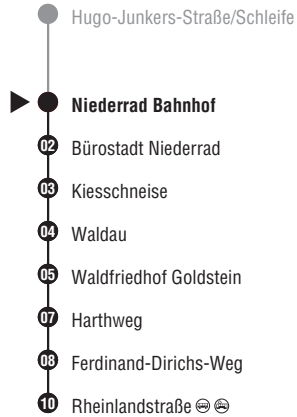 Hugo-Junkers-Straße/Schleife
Niederrad Bahnhof
02 Bürostadt Niederrad
03 Kiesschneise
04 Waldau
05 Waldfriedhof Goldstein
07 Harthweg
08 Ferdinand-Dirichs-Weg
10 Rheinlandstraße